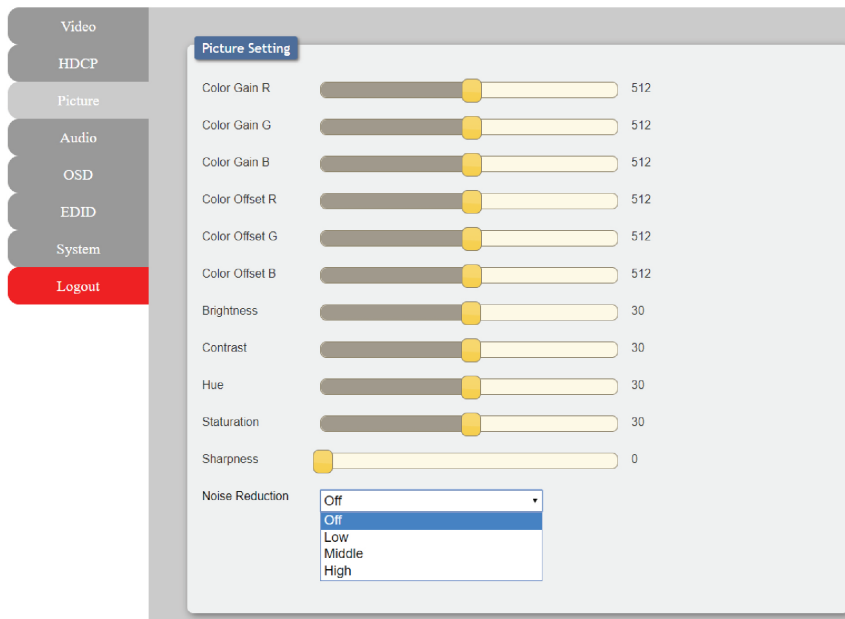 Video
HDCP
Picture
Audio
OSD
EDID
System
Logout
Picture Setting
Color Gain R 512
Color Gain G 512
Color Gain B 512
Color Offset R 512
Color Offset G 512
Color Offset B 512
Brightness 30
Contrast 30
Hue 30
Staturation 30
Sharpness 0
Noise Reduction Off
Off
Low
Middle
High